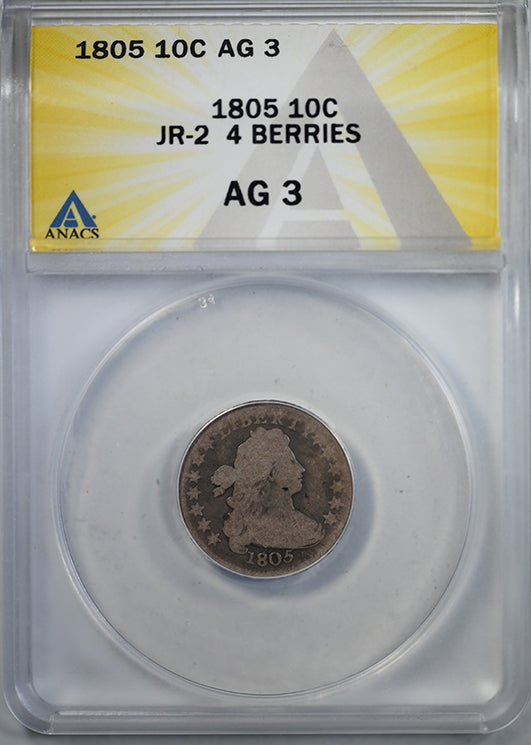 1805 10C AG 3
1805 10C
JR-2 4 BERRIES
AG 3
ANACS
LIBERTY
1805